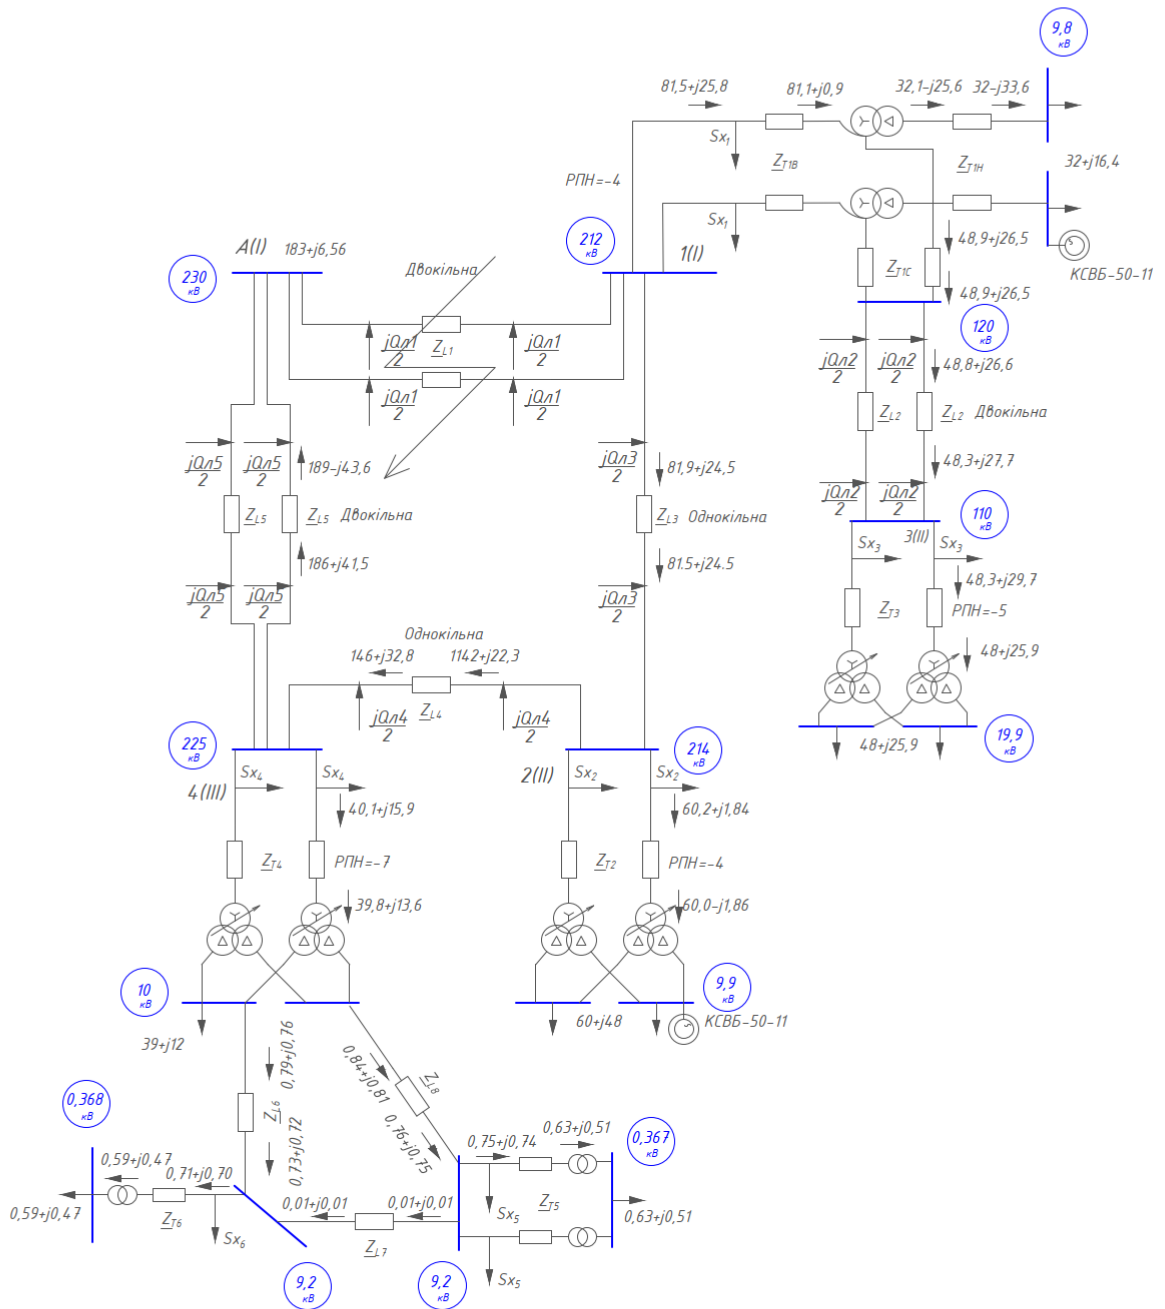 9,8
кВ
81,5+j25,8
81,1+j0,9
32,1-j25,6
32-j33,6
Sx₁
Z_T1В
Z_T1Н
32+j16,4
РПН=-4
Sx₁
КСВБ-50-11
48,9+j26,5
Z_T1С
48,9+j26,5
А(І)
183+j6,56
212
кВ
1(І)
230
кВ
Двокільна
Z_L1
jQл1
2
jQл1
2
jQл1
2
jQл1
2
120
кВ
jQл2
2
jQл2
2
48,8+j26,6
Z_L2
Z_L2
Двокільна
48,3+j27,7
jQл2
2
jQл2
2
110
кВ
3(ІІ)
jQл5
2
jQл5
2
189-j43,6
Z_L5
Z_L5
Двокільна
186+j41,5
jQл5
2
jQл5
2
jQл3
2
81,9+j24,5
Z_L3
Однокільна
81.5+j24.5
jQл3
2
Sx₃
Sx₃
48,3+j29,7
Z_T3
РПН=-5
48+j25,9
48+j25,9
19,9
кВ
Однокільна
146+j32,8
1142+j22,3
Z_L4
jQл4
2
jQл4
2
225
кВ
214
кВ
4(ІІІ)
Sx₄
Sx₄
40,1+j15,9
2(ІІ)
Sx₂
Sx₂
60,2+j1,84
Z_T4
РПН=-7
39,8+j13,6
Z_T2
РПН=-4
60,0-j1,86
10
кВ
9,9
кВ
39+j12
60+j48
КСВБ-50-11
0,79+j0,76
Z_L6
0,73+j0,72
0,84+j0,81
Z_L8
0,76+j0,75
0,368
кВ
0,59+j0,47
0,71+j0,70
0,59+j0,47
Z_T6
Sx₆
0,01+j0,01
0,01+j0,01
Z_L7
0,75+j0,74
0,63+j0,51
0,367
кВ
Sx₅
Z_T5
0,63+j0,51
Sx₅
9,2
кВ
9,2
кВ